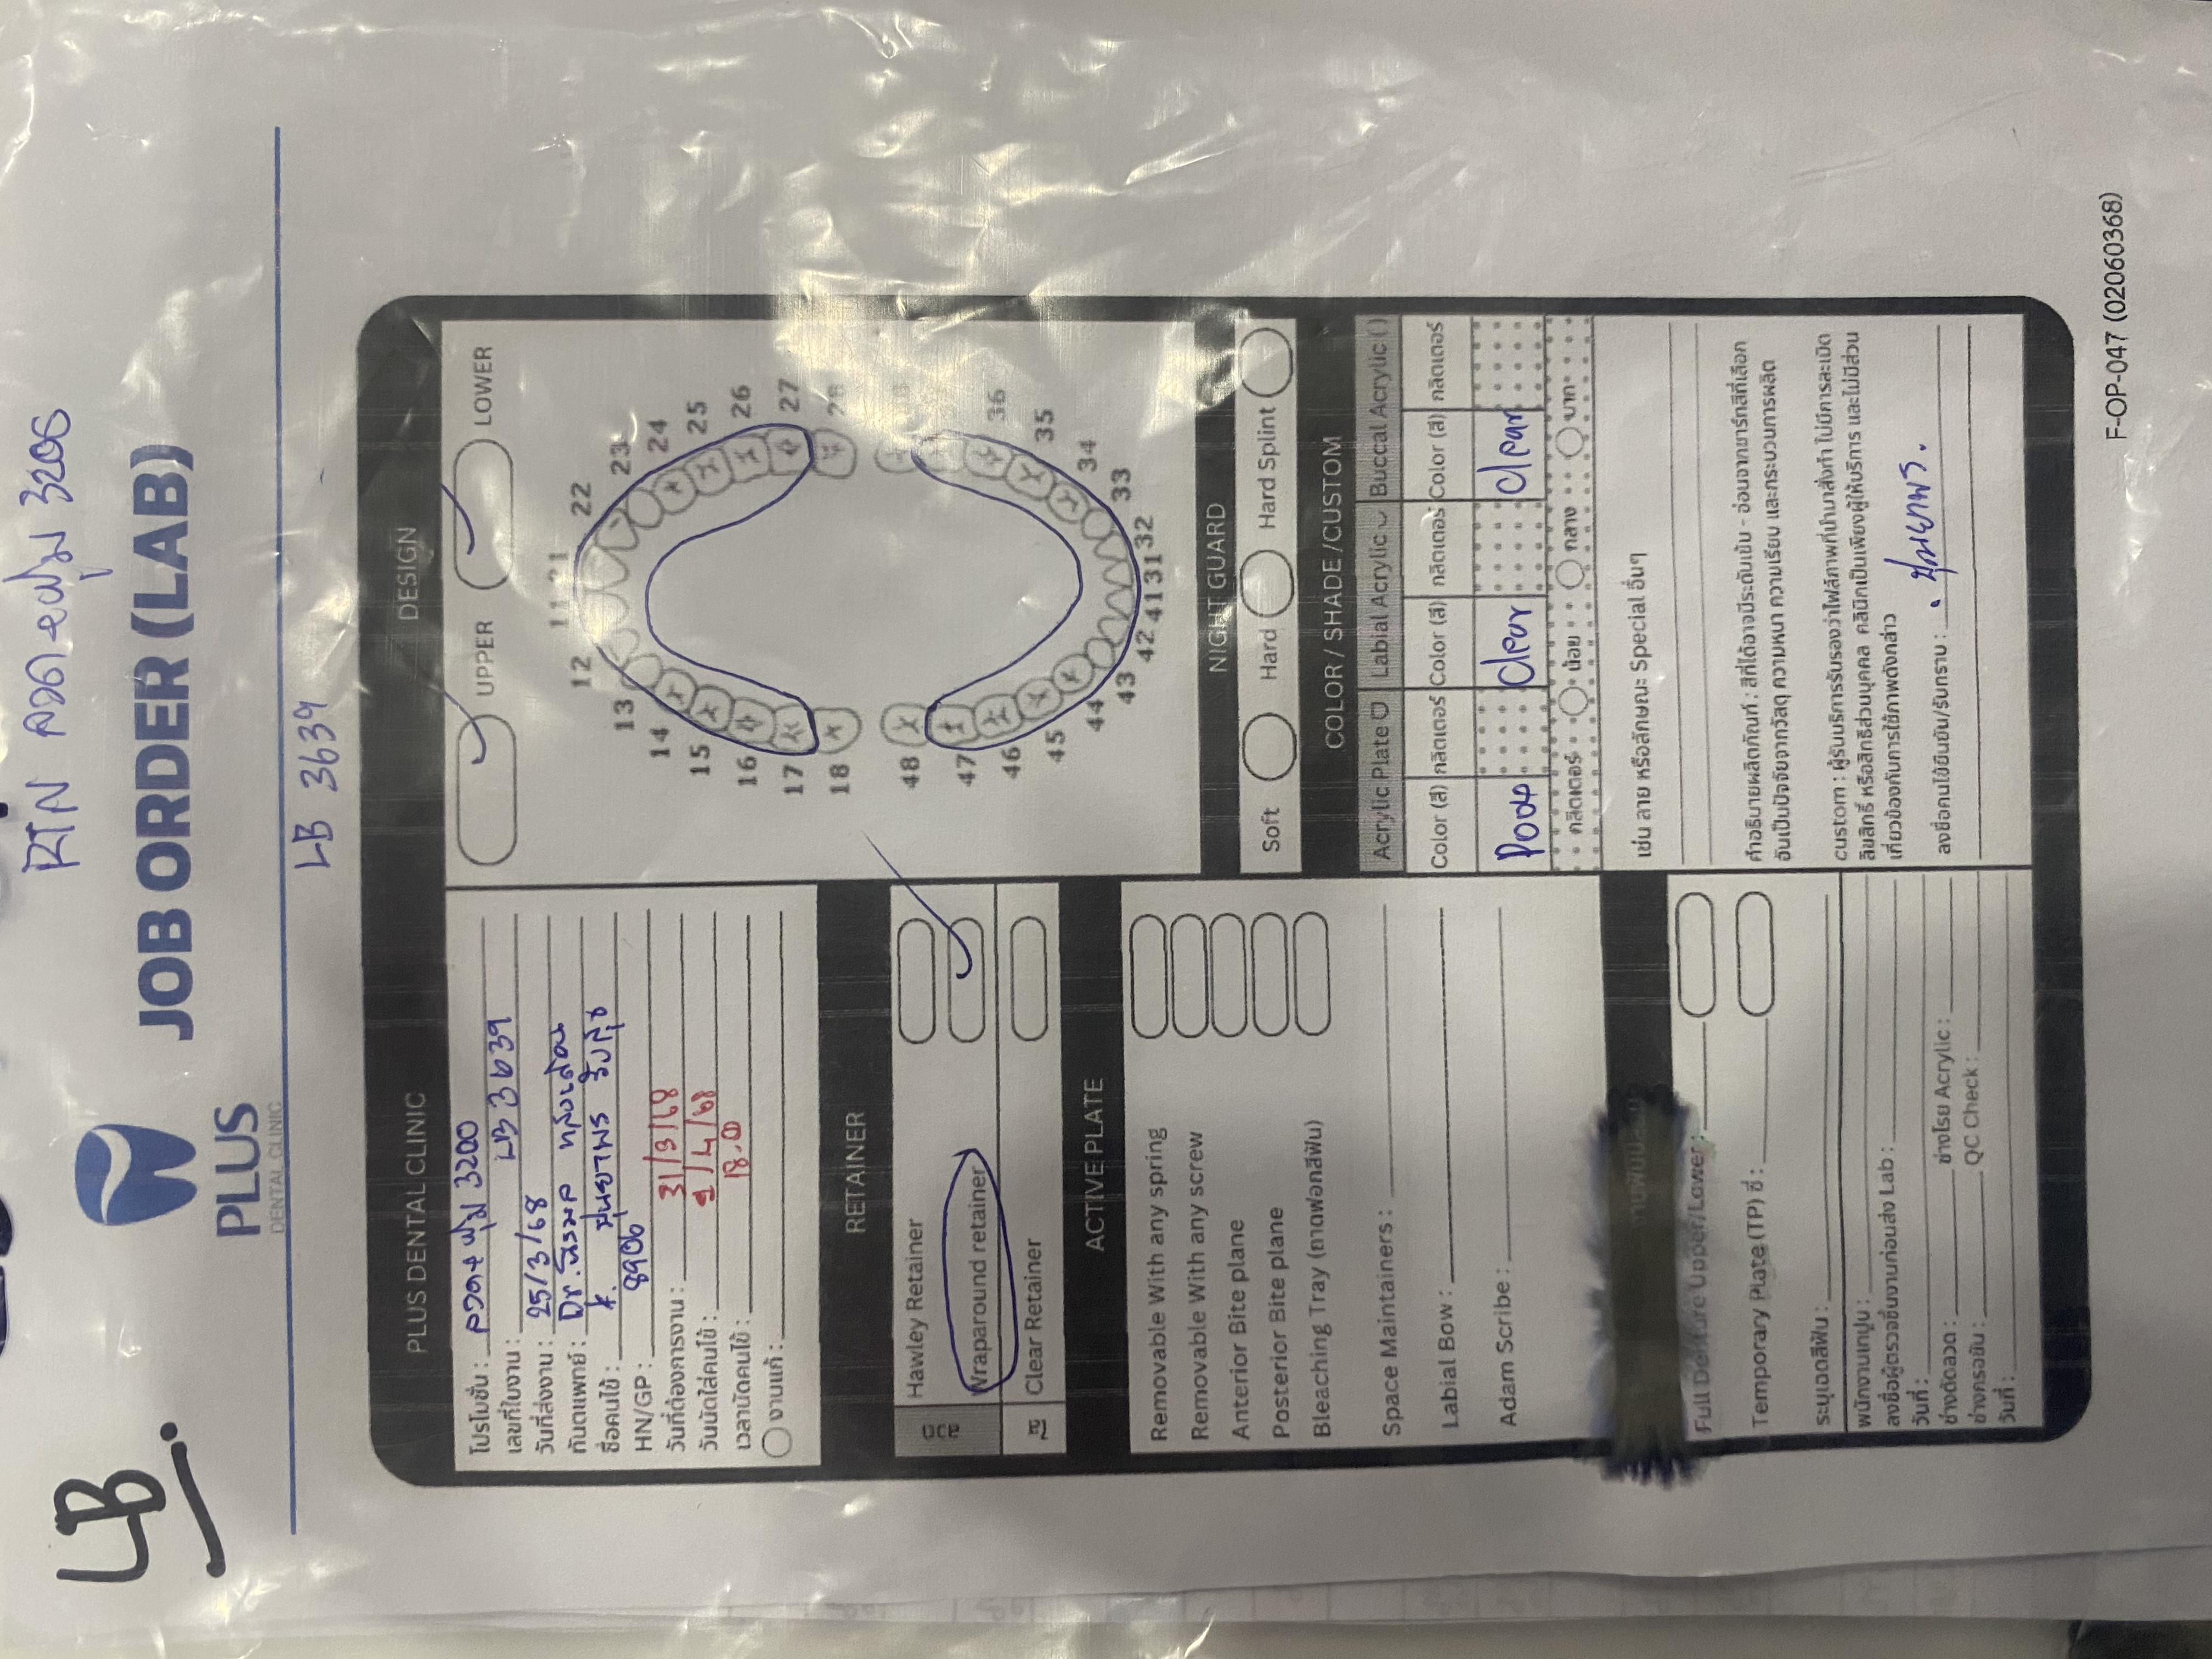 LB
RTN ลวด+ฟุ่ม 3200
PLUS
DENTAL CLINIC
JOB ORDER (LAB)
LB 3639
PLUS DENTAL CLINIC
โปรโมชั่น : ลวด+ฟุ่ม 3200
เลขที่ใบงาน : LB 3639
วันที่ส่งงาน : 25/3/68
ทันตแพทย์ : Dr.
ชื่อคนไข้ :
HN/GP : 8906
วันที่ต้องการงาน : 31/3/68
วันนัดใส่คนไข้ : 1/4/68
เวลานัดคนไข้ : 18.00
งานแก้ :
RETAINER
ลวด
Hawley Retainer
Wraparound retainer
ใส
Clear Retainer
ACTIVE PLATE
Removable With any spring
Removable With any screw
Anterior Bite plane
Posterior Bite plane
Bleaching Tray (ถาดฟอกสีฟัน)
Space Maintainers :
Labial Bow :
Adam Scribe :
Full Denture Upper/Lower :
Temporary Plate (TP) ซี่ :
ระบุเฉดสีฟัน :
พนักงานเทปูน :
ลงชื่อผู้ตรวจชิ้นงานก่อนส่ง Lab :
วันที่ :
ช่างดัดลวด : ช่างโรย Acrylic :
ช่างกรอขัน : QC Check :
วันที่ :
DESIGN
UPPER LOWER
11 21
12 22
13 23
14 24
15 25
16 26
17 27
18 28
48
47
46 36
45 35
44 34
43 33
42 41 31 32
NIGHT GUARD
Soft Hard Hard Splint
COLOR / SHADE /CUSTOM
Acrylic Plate Labial Acrylic Buccal Acrylic ()
Color (สี) กลิตเตอร์ Color (สี) กลิตเตอร์ Color (สี) กลิตเตอร์
Clear Clear
กลิตเตอร์ น้อย กลาง มาก
เช่น ลาย หรือลักษณะ Special อื่นๆ
คำอธิบายผลิตภัณฑ์ : สีที่ได้อาจมีระดับเข้ม - อ่อนจากชาร์ทสีที่เลือก
อันเป็นปัจจัยจากวัสดุ ความหนา ความเรียบ และกระบวนการผลิต
custom : ผู้รับบริการรับรองว่าไฟล์ภาพที่นำมาสั่งทำ ไม่มีการละเมิด
ลิขสิทธิ์ หรือสิทธิส่วนบุคคล คลินิกเป็นเพียงผู้ให้บริการ และไม่มีส่วน
เกี่ยวข้องกับการใช้ภาพดังกล่าว
ลงชื่อคนไข้ยืนยัน/รับทราบ :
F-OP-047 (02060368)